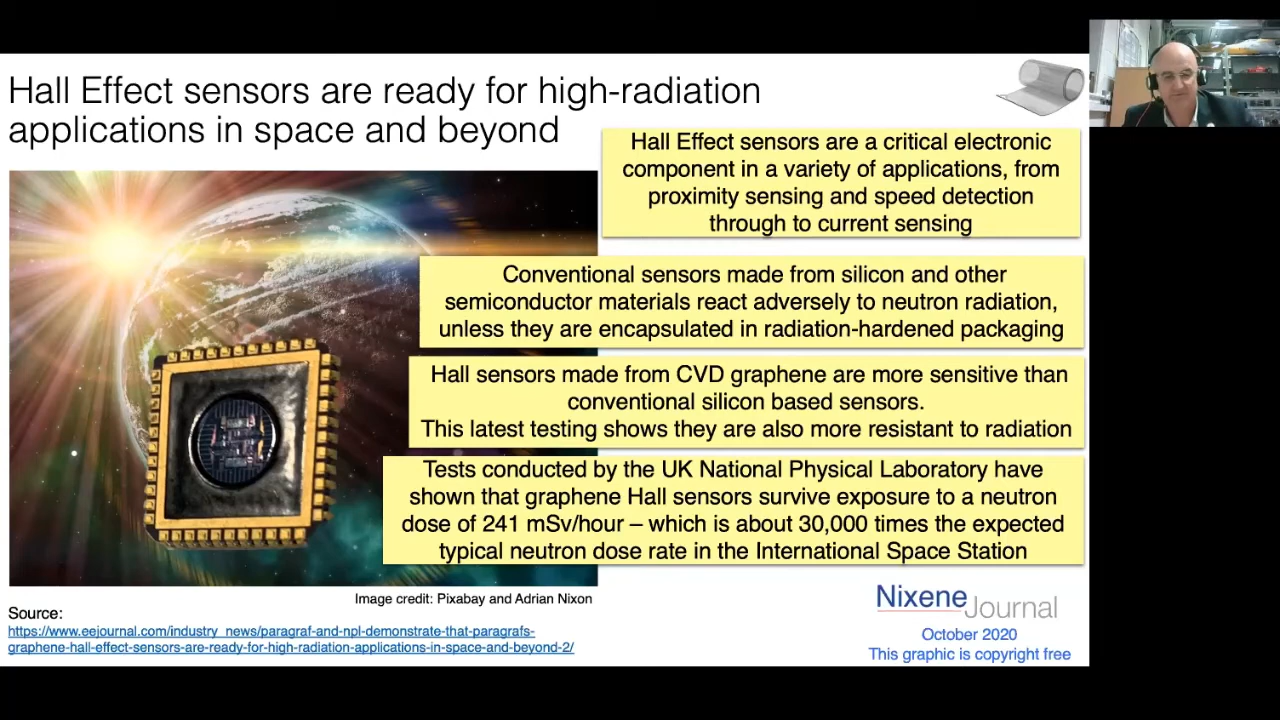 Hall Effect sensors are ready for high-radiation
applications in space and beyond
Hall Effect sensors are a critical electronic
component in a variety of applications, from
proximity sensing and speed detection
through to current sensing
Conventional sensors made from silicon and other
semiconductor materials react adversely to neutron radiation,
unless they are encapsulated in radiation-hardened packaging
Hall sensors made from CVD graphene are more sensitive than
conventional silicon based sensors.
This latest testing shows they are also more resistant to radiation
Tests conducted by the UK National Physical Laboratory have
shown that graphene Hall sensors survive exposure to a neutron
dose of 241 mSv/hour – which is about 30,000 times the expected
typical neutron dose rate in the International Space Station
Image credit: Pixabay and Adrian Nixon
Source:
https://www.eejournal.com/industry_news/paragraf-and-npl-demonstrate-that-paragrafs-
graphene-hall-effect-sensors-are-ready-for-high-radiation-applications-in-space-and-beyond-2/
Nixene Journal
October 2020
This graphic is copyright free